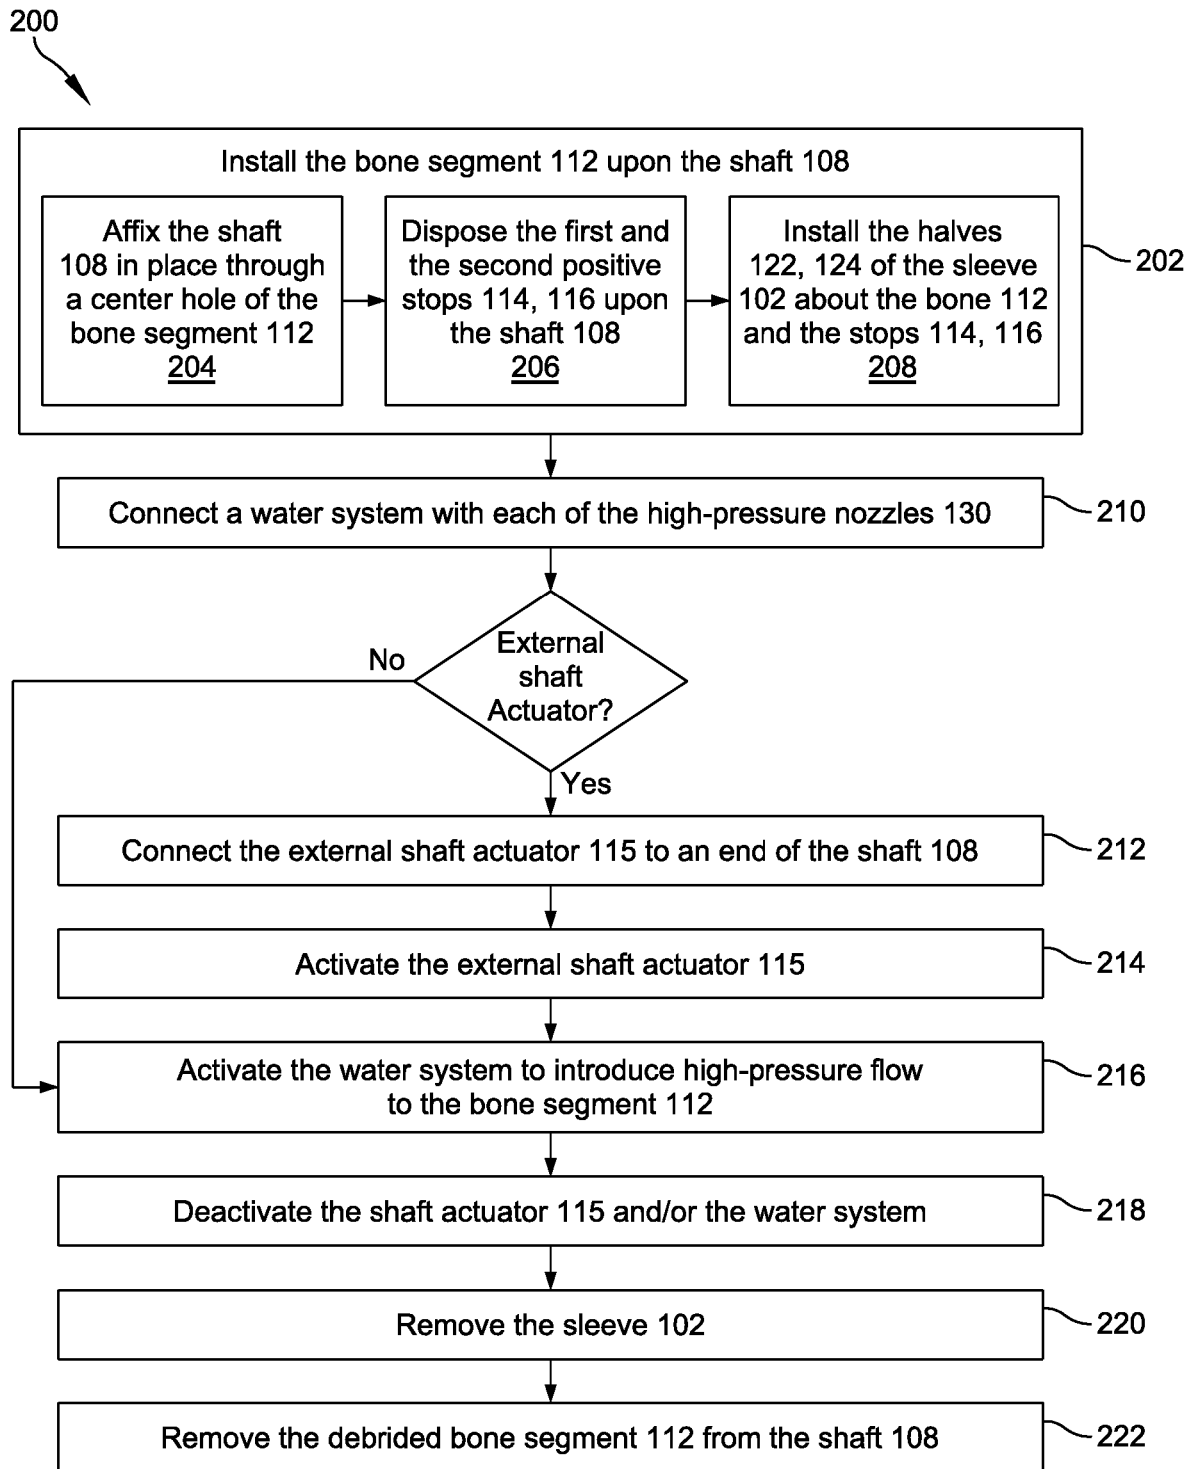 200
Install the bone segment 112 upon the shaft 108
Affix the shaft
108 in place through
a center hole of the
bone segment 112
204
Dispose the first and
the second positive
stops 114, 116 upon
the shaft 108
206
Install the halves
122, 124 of the sleeve
102 about the bone 112
and the stops 114, 116
208
202
Connect a water system with each of the high-pressure nozzles 130
210
External
shaft
Actuator?
No
Yes
Connect the external shaft actuator 115 to an end of the shaft 108
212
Activate the external shaft actuator 115
214
Activate the water system to introduce high-pressure flow
to the bone segment 112
216
Deactivate the shaft actuator 115 and/or the water system
218
Remove the sleeve 102
220
Remove the debrided bone segment 112 from the shaft 108
222